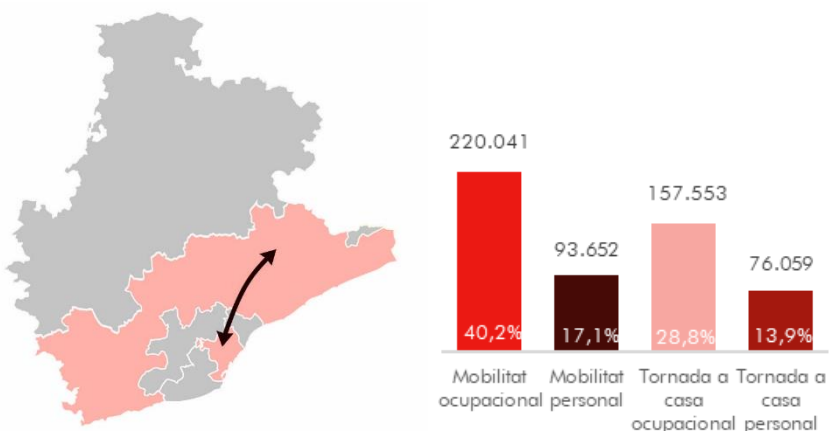 220.041
157.553
93.652
76.059
40,2%
17,1%
28,8%
13,9%
Mobilitat
ocupacional
Mobilitat
personal
Tornada a
casa
ocupacional
Tornada a
casa
personal